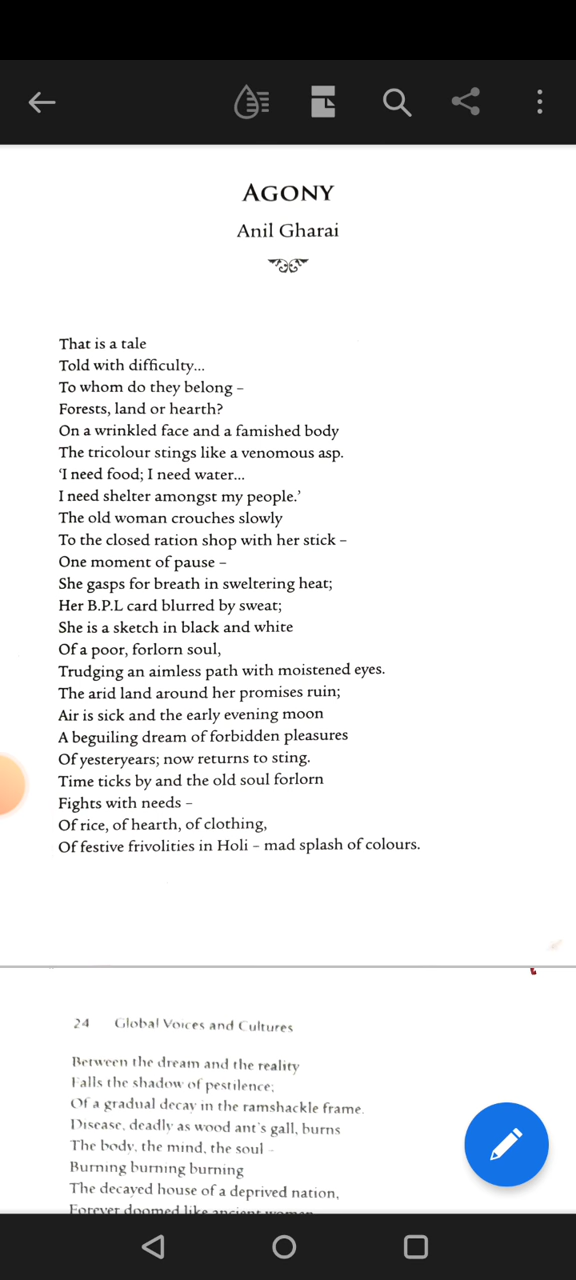 AGONY
Anil Gharai
That is a tale
Told with difficulty...
To whom do they belong –
Forests, land or hearth?
On a wrinkled face and a famished body
The tricolour stings like a venomous asp.
‘I need food; I need water...
I need shelter amongst my people.’
The old woman crouches slowly
To the closed ration shop with her stick –
One moment of pause –
She gasps for breath in sweltering heat;
Her B.P.L card blurred by sweat;
She is a sketch in black and white
Of a poor, forlorn soul,
Trudging an aimless path with moistened eyes.
The arid land around her promises ruin;
Air is sick and the early evening moon
A beguiling dream of forbidden pleasures
Of yesteryears; now returns to sting.
Time ticks by and the old soul forlorn
Fights with needs –
Of rice, of hearth, of clothing,
Of festive frivolities in Holi – mad splash of colours.
24 Global Voices and Cultures
Between the dream and the reality
Falls the shadow of pestilence;
Of a gradual decay in the ramshackle frame.
Disease, deadly as wood ant's gall, burns
The body, the mind, the soul –
Burning burning burning
The decayed house of a deprived nation,
Forever doomed like ancient woman